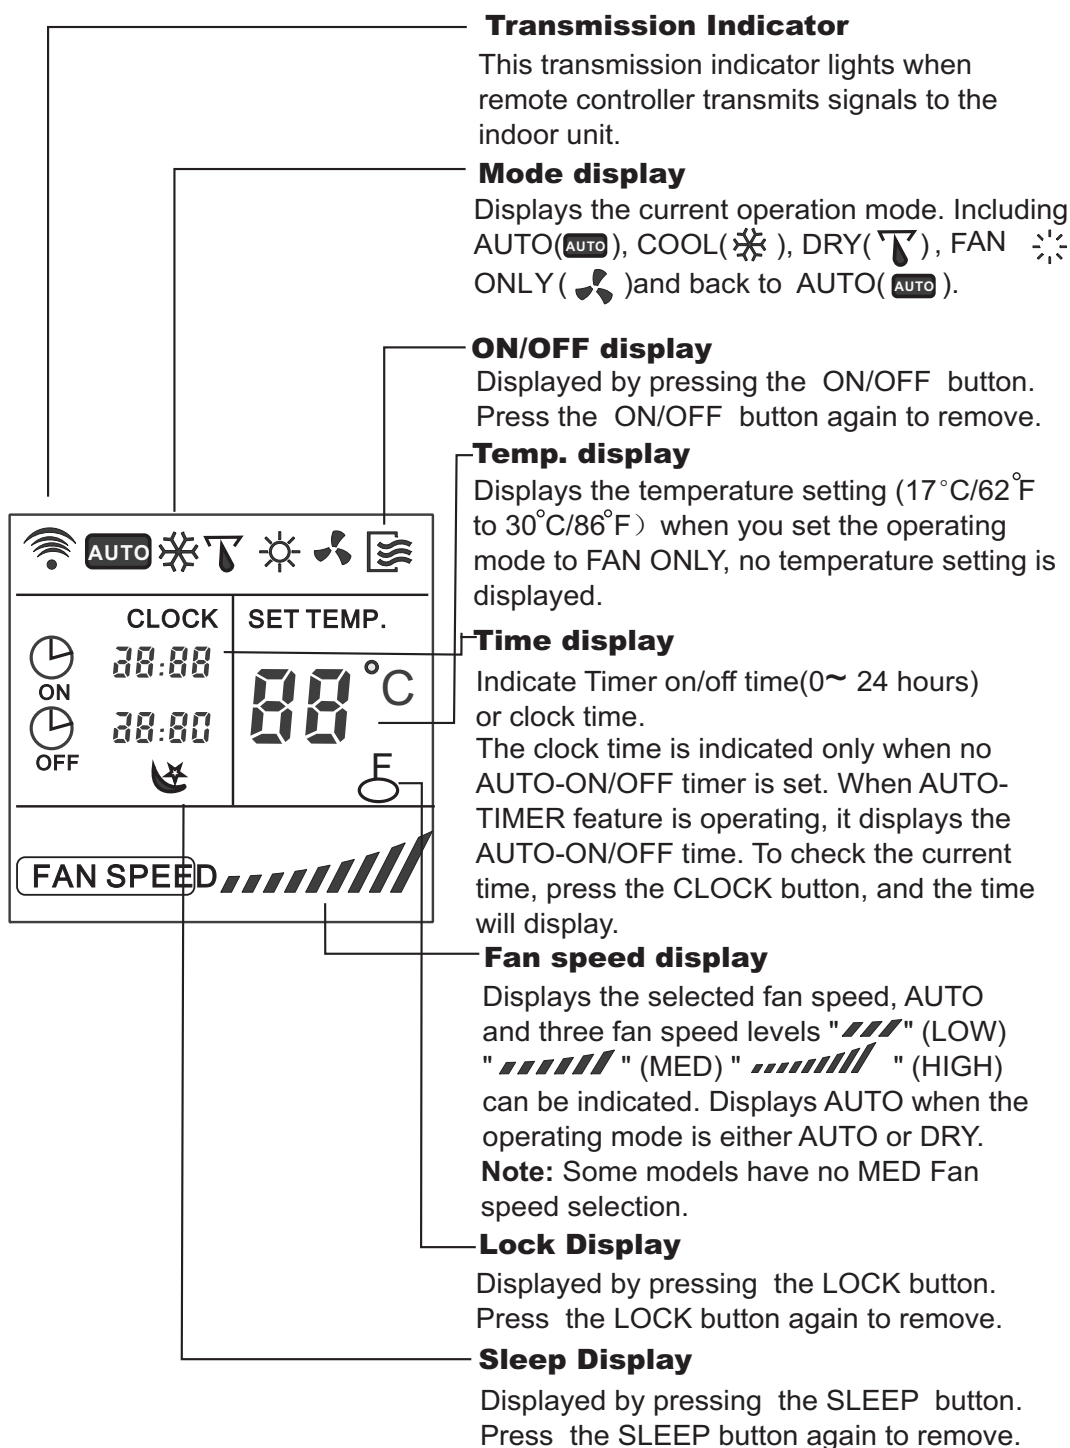 Transmission Indicator
This transmission indicator lights when
remote controller transmits signals to the
indoor unit.
Mode display
Displays the current operation mode. Including
AUTO(AUTO), COOL( ), DRY( ), FAN
ONLY( )and back to AUTO(AUTO).
ON/OFF display
Displayed by pressing the ON/OFF button.
Press the ON/OFF button again to remove.
Temp. display
Displays the temperature setting (17°C/62°F
to 30°C/86°F) when you set the operating
mode to FAN ONLY, no temperature setting is
displayed.
Time display
Indicate Timer on/off time(0~ 24 hours)
or clock time.
The clock time is indicated only when no
AUTO-ON/OFF timer is set. When AUTO-
TIMER feature is operating, it displays the
AUTO-ON/OFF time. To check the current
time, press the CLOCK button, and the time
will display.
Fan speed display
Displays the selected fan speed, AUTO
and three fan speed levels " " (LOW)
" " (MED) " " (HIGH)
can be indicated. Displays AUTO when the
operating mode is either AUTO or DRY.
Note: Some models have no MED Fan
speed selection.
Lock Display
Displayed by pressing the LOCK button.
Press the LOCK button again to remove.
Sleep Display
Displayed by pressing the SLEEP button.
Press the SLEEP button again to remove.
AUTO
CLOCK
SET TEMP.
ON
28:88
88°C
OFF
28:80
F
FAN SPEED